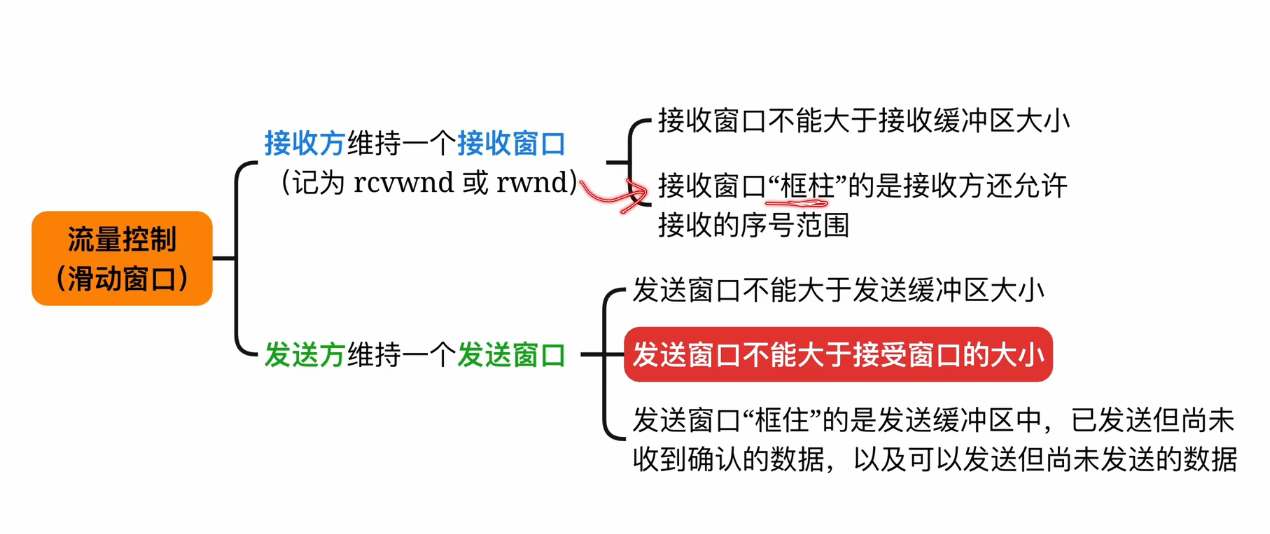 流量控制
（滑动窗口）
接收方维持一个接收窗口
（记为 rcvwnd 或 rwnd）
接收窗口不能大于接收缓冲区大小
接收窗口“框柱”的是接收方还允许
接收的序号范围
发送方维持一个发送窗口
发送窗口不能大于发送缓冲区大小
发送窗口不能大于接受窗口的大小
发送窗口“框住”的是发送缓冲区中，已发送但尚未
收到确认的数据，以及可以发送但尚未发送的数据